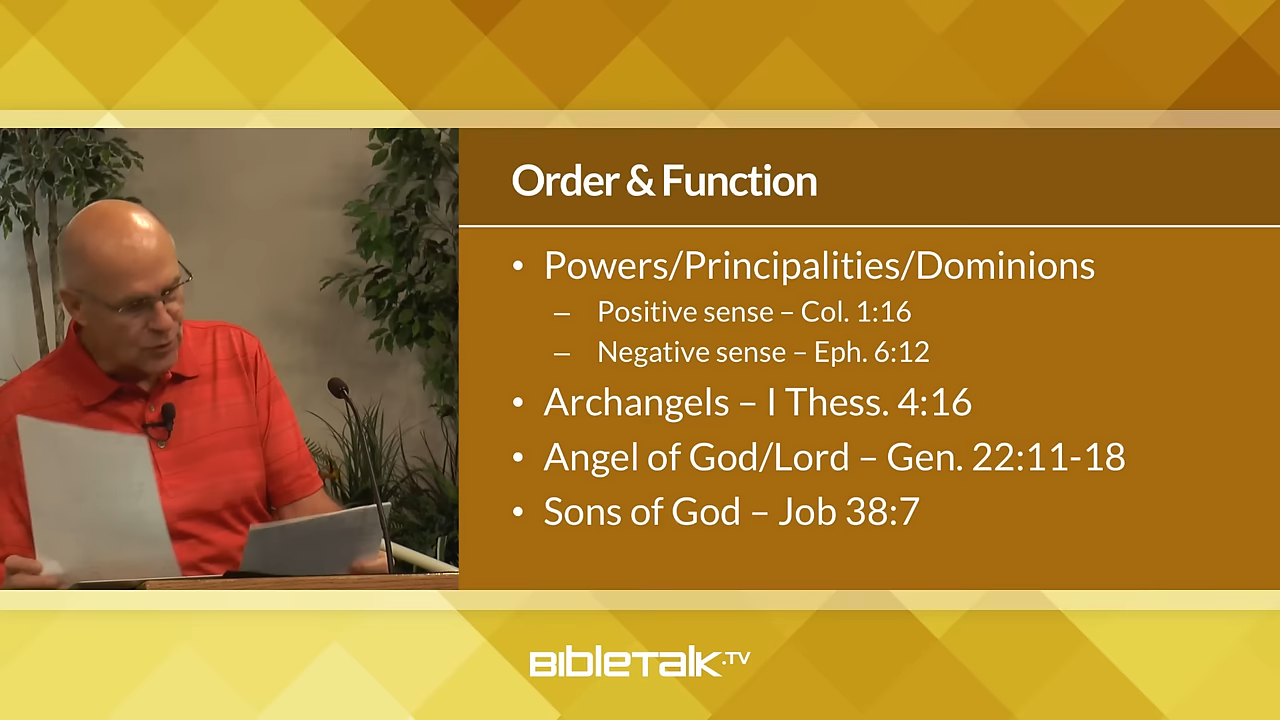 Order & Function
• Powers/Principalities/Dominions
– Positive sense – Col. 1:16
– Negative sense – Eph. 6:12
• Archangels – I Thess. 4:16
• Angel of God/Lord – Gen. 22:11-18
• Sons of God – Job 38:7
BIBLETALK.TV